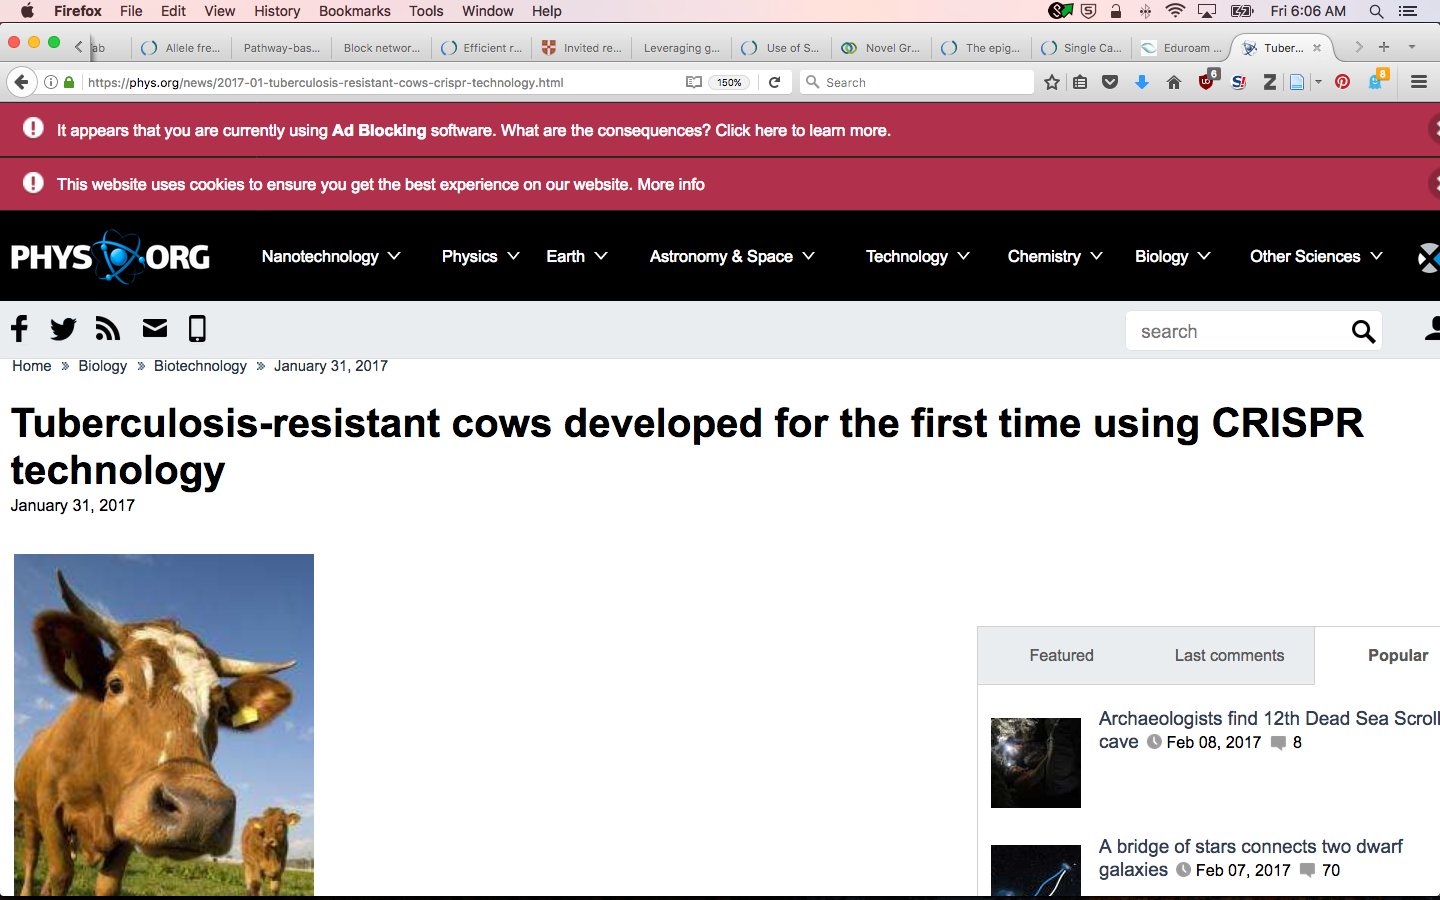 Firefox File Edit View History Bookmarks Tools Window Help Fri 6:06 AM
ab Allele fre... Pathway-bas... Block networ... Efficient r... Invited re... Leveraging g... Use of S... Novel Gr... The epig... Single Ca... Eduroam ... Tuber...
https://phys.org/news/2017-01-tuberculosis-resistant-cows-crispr-technology.html 150% Search 6 8
It appears that you are currently using Ad Blocking software. What are the consequences? Click here to learn more.
This website uses cookies to ensure you get the best experience on our website. More info
PHYS ORG Nanotechnology Physics Earth Astronomy & Space Technology Chemistry Biology Other Sciences
search
Home » Biology » Biotechnology » January 31, 2017
Tuberculosis-resistant cows developed for the first time using CRISPR
technology
January 31, 2017
Featured Last comments Popular
Archaeologists find 12th Dead Sea Scroll
cave Feb 08, 2017 8
A bridge of stars connects two dwarf
galaxies Feb 07, 2017 70